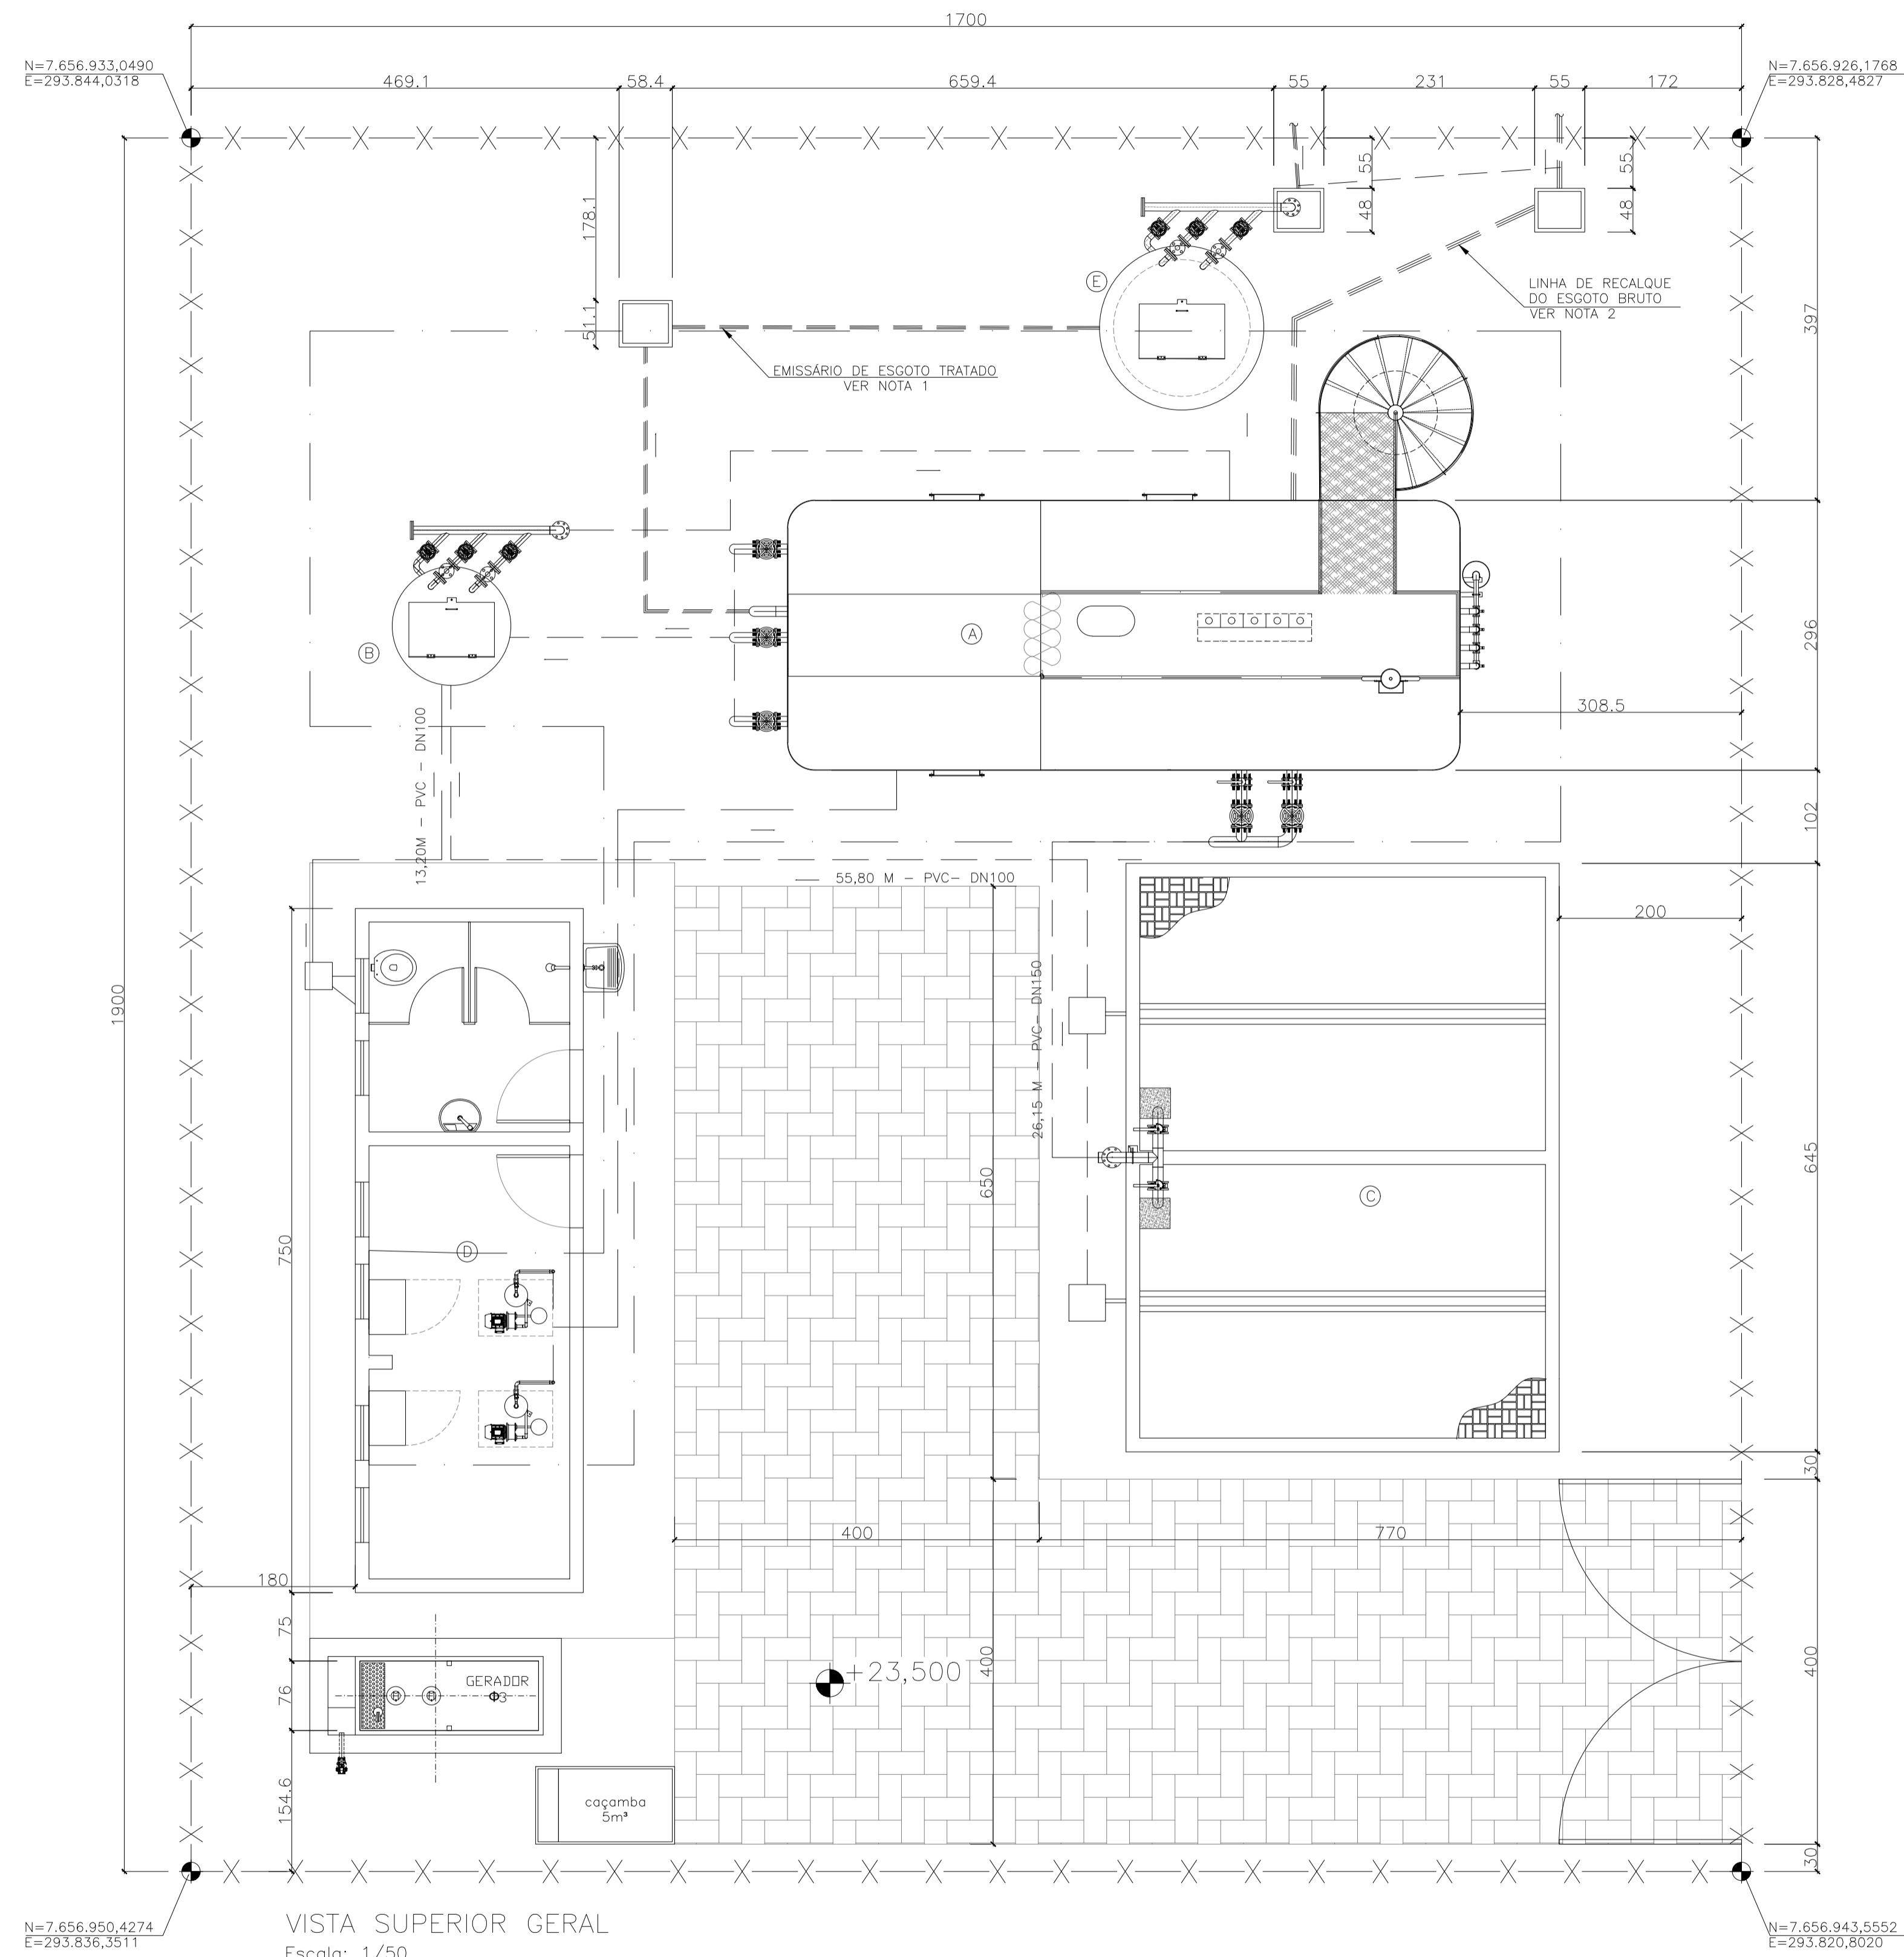 1700
N=7.656.933,0490
E=293.844,0318
N=7.656.926,1768
E=293.828,4827
469.1
58.4
659.4
55
231
55
172
178.1
55
48
55
48
51.1
E
LINHA DE RECALQUE
DO ESGOTO BRUTO
VER NOTA 2
397
EMISSÁRIO DE ESGOTO TRATADO
VER NOTA 1
A
B
296
308.5
13,20M - PVC - DN100
102
55,80 M - PVC- DN100
200
1900
26,15 M - PVC- DN150
650
645
C
750
D
30
400
770
180
75
GERADOR
76
+23,500
400
400
154.6
caçamba
5m³
30
N=7.656.950,4274
E=293.836,3511
VISTA SUPERIOR GERAL
Escala: 1/50
N=7.656.943,5552
E=293.820,8020